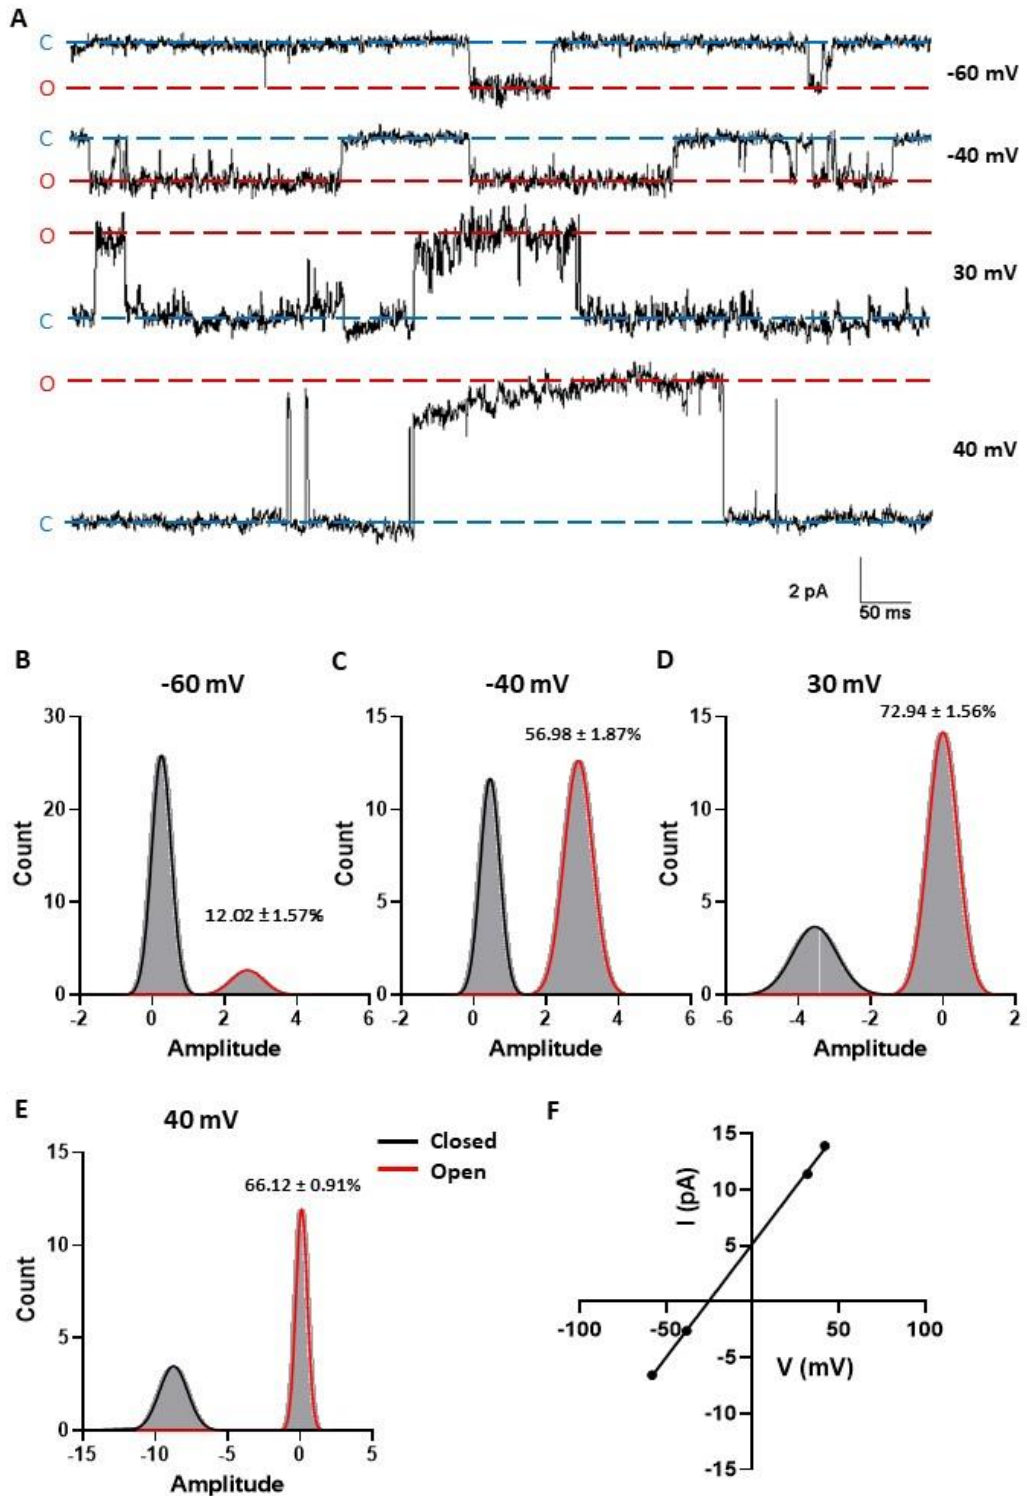 A
C
O
-60 mV
C
O
-40 mV
O
C
30 mV
O
C
40 mV
2 pA
50 ms
B
-60 mV
30
20
10
0
Count
12.02 ± 1.57%
-2 0 2 4 6
Amplitude
C
-40 mV
15
10
5
0
Count
56.98 ± 1.87%
-2 0 2 4 6
Amplitude
D
30 mV
15
10
5
0
Count
72.94 ± 1.56%
-6 -4 -2 0 2
Amplitude
E
40 mV
15
10
5
0
Count
66.12 ± 0.91%
-15 -10 -5 0 5
Amplitude
Closed
Open
F
I (pA)
15
10
5
-100 -50 50 100
-5
-10
-15
V (mV)